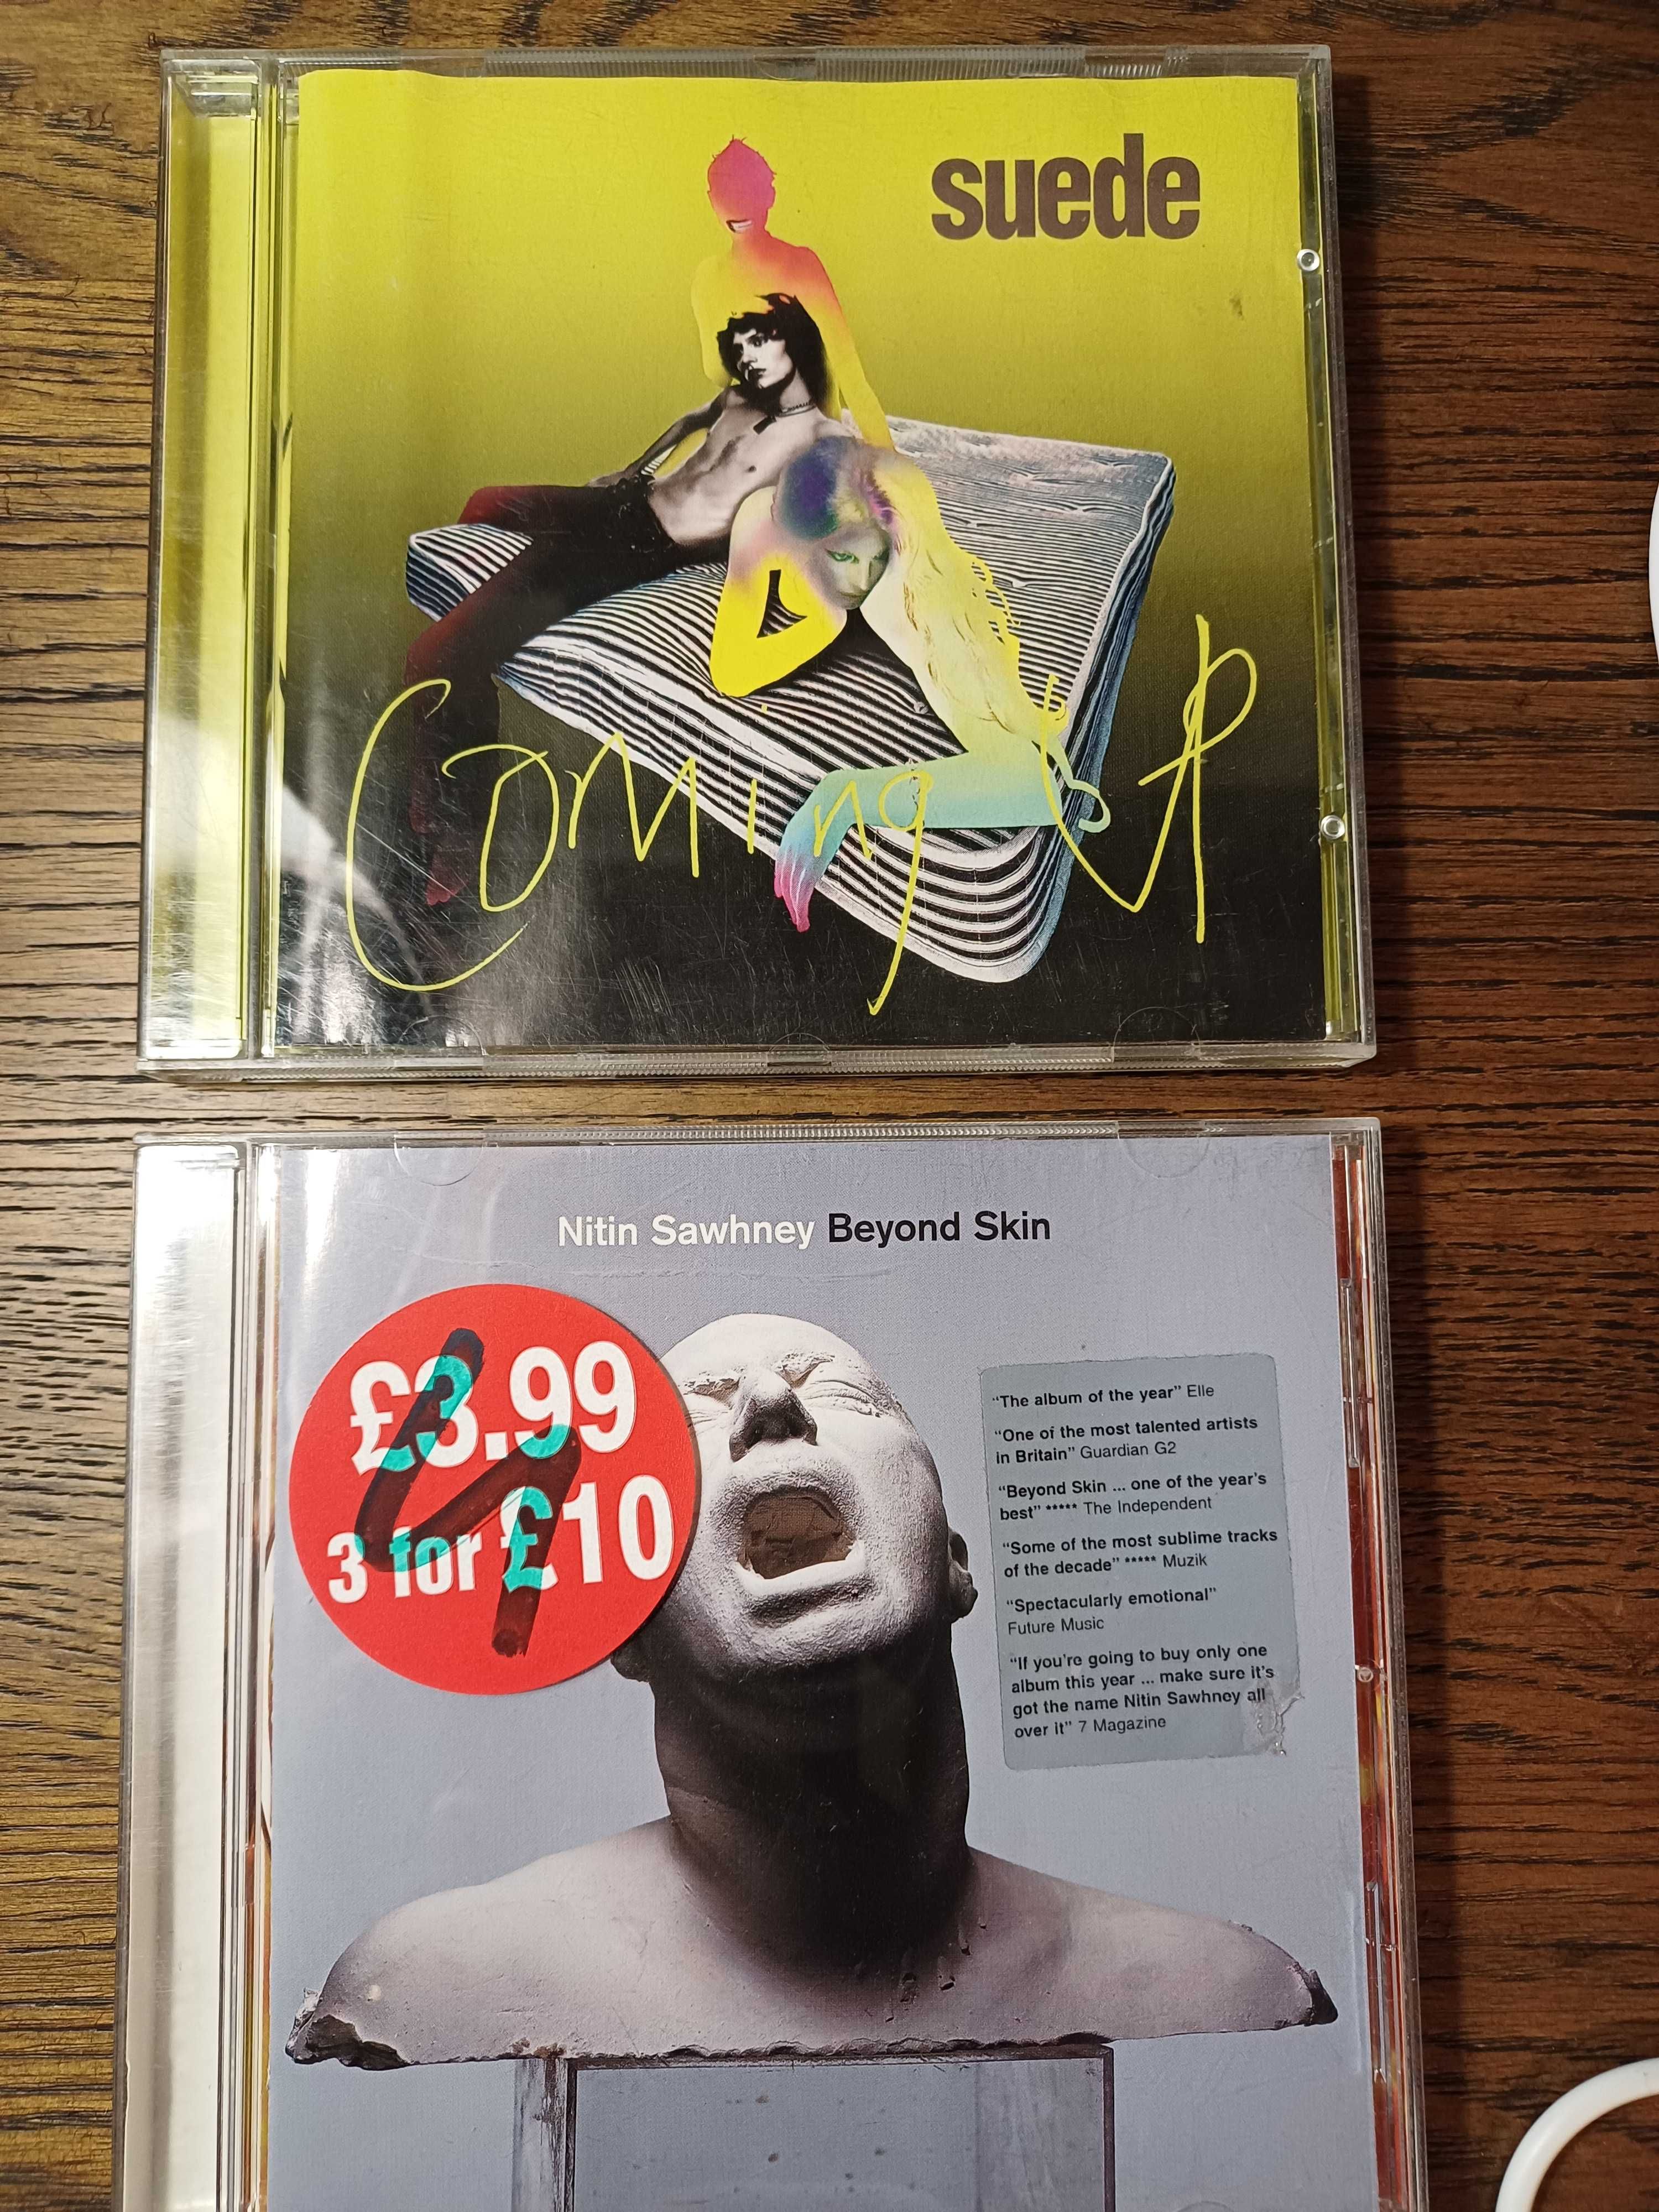 suede
Coming Up
Nitin Sawhney Beyond Skin
£3.99
3 for £10
4
"The album of the year" Elle
"One of the most talented artists
in Britain" Guardian G2
"Beyond Skin ... one of the year's
best" ***** The Independent
"Some of the most sublime tracks
of the decade" ***** Muzik
"Spectacularly emotional"
Future Music
"If you're going to buy only one
album this year ... make sure it's
got the name Nitin Sawhney all
over it" 7 Magazine